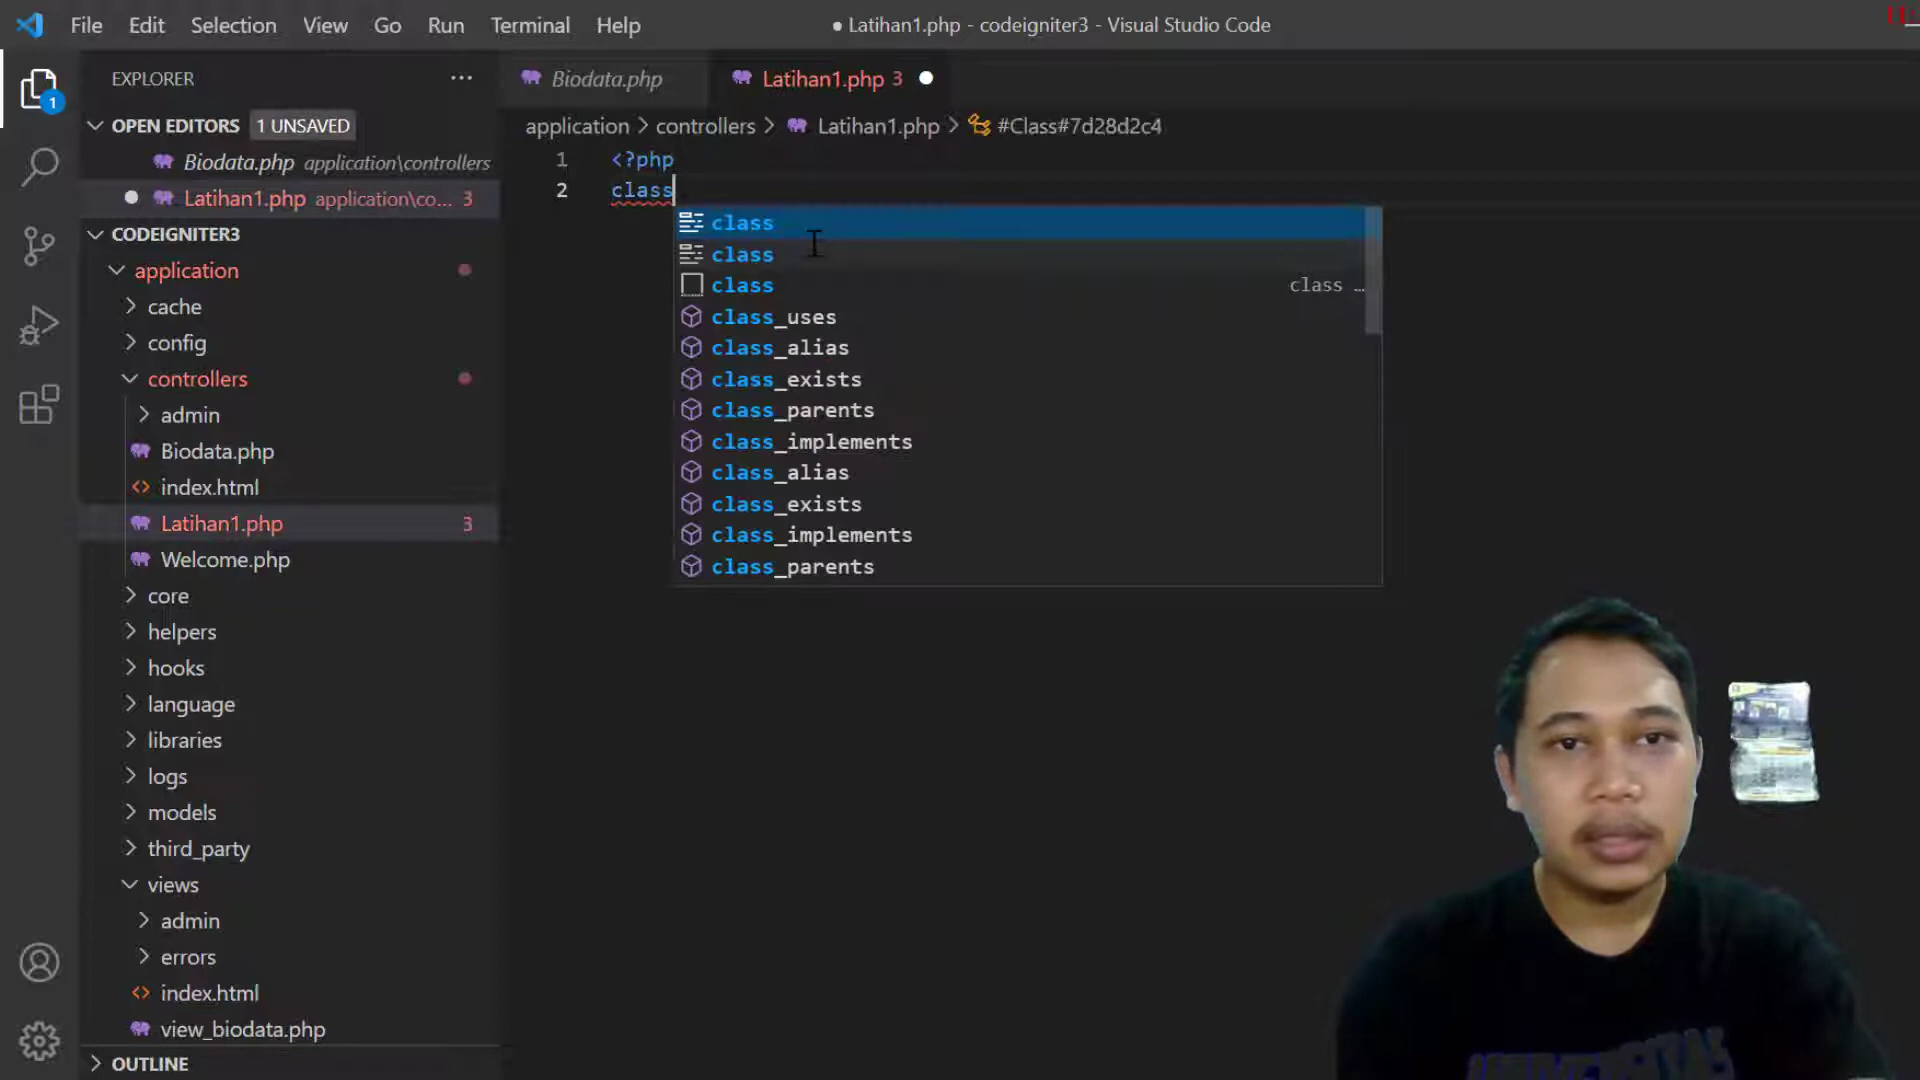 File Edit Selection View Go Run Terminal Help
● Latihan1.php - codeigniter3 - Visual Studio Code
EXPLORER
1
OPEN EDITORS 1 UNSAVED
Biodata.php application\controllers
Latihan1.php application\co... 3
CODEIGNITER3
application
cache
config
controllers
admin
Biodata.php
index.html
Latihan1.php 3
Welcome.php
core
helpers
hooks
language
libraries
logs
models
third_party
views
admin
errors
index.html
view_biodata.php
OUTLINE
Biodata.php Latihan1.php 3
application > controllers > Latihan1.php > #Class#7d28d2c4
1 <?php
2 class
class
class
class class ...
class_uses
class_alias
class_exists
class_parents
class_implements
class_alias
class_exists
class_implements
class_parents